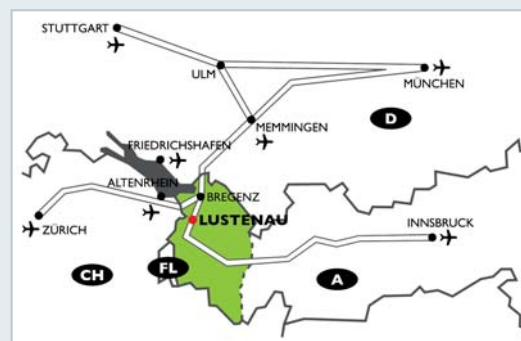 STUTTGART
ULM
MÜNCHEN
D
MEMMINGEN
FRIEDRICHSHAFEN
ALTENRHEIN
BREGENZ
LUSTENAU
ZÜRICH
INNSBRUCK
CH
FL
A